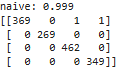 naive: 0.999
[[369 0 1 1]
[ 0 269 0 0]
[ 0 0 462 0]
[ 0 0 0 349]]